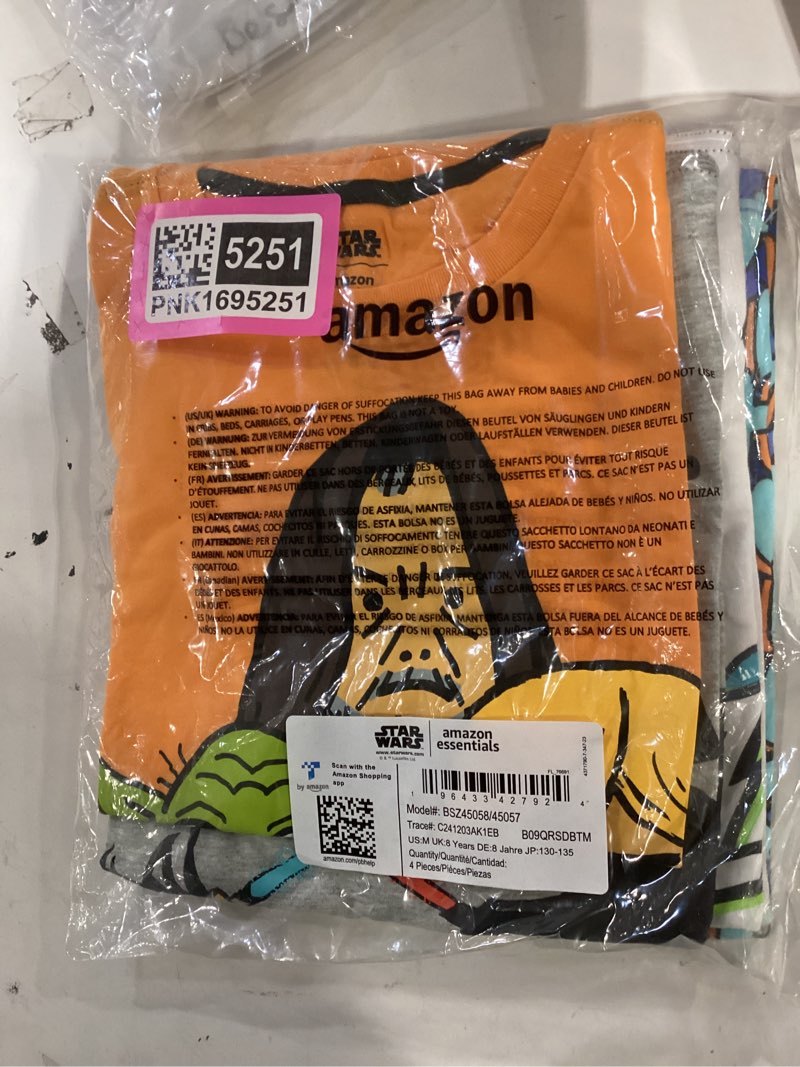 5251
PNK1695251
STAR
WARS
amazon
• (US/UK) WARNING: TO AVOID DANGER OF SUFFOCATION KEEP THIS BAG AWAY FROM BABIES AND CHILDREN. DO NOT USE
IN CRIBS, BEDS, CARRIAGES, OR PLAY PENS. THIS BAG IS NOT A TOY
• (DE) WARNUNG: ZUR VERMEIDUNG VON ERSTICKUNGSGEFAHR DIESEN BEUTEL VON SÄUGLINGEN UND KINDERN
FERNHALTEN. NICHT IN KINDERBETTEN, BETTEN, KINDERWAGEN ODER LAUFSTÄLLEN VERWENDEN. DIESER BEUTEL IST
KEIN SPIELZEUG.
• (FR) AVERTISSEMENT: GARDER CE SAC HORS DE PORTÉE DES BÉBÉS ET DES ENFANTS POUR ÉVITER TOUT RISQUE
D'ÉTOUFFEMENT. NE PAS UTILISER DANS DES BERCEAUX, LITS DE BÉBÉS, POUSSETTES ET PARCS. CE SAC N'EST PAS UN
JOUET.
• (ES) ADVERTENCIA: PARA EVITAR EL RIESGO DE ASFIXIA, MANTENER ESTA BOLSA ALEJADA DE BEBÉS Y NIÑOS. NO UTILIZAR
EN CUNAS, CAMAS, COCHECITOS NI PARQUES. ESTA BOLSA NO ES UN JUGUETE.
• (IT) ATTENZIONE: PER EVITARE IL RISCHIO DI SOFFOCAMENTO TENERE QUESTO SACCHETTO LONTANO DA NEONATI E
BAMBINI. NON UTILIZZARE IN CULLE, LETTI, CARROZZINE O BOX PER BAMBINI. QUESTO SACCHETTO NON È UN
GIOCATTOLO.
(Canadian) AVERTISSEMENT: AFIN D'ÉVITER TOUT DANGER DE SUFFOCATION, VEUILLEZ GARDER CE SAC À L'ÉCART DES
BÉBÉS ET DES ENFANTS. NE PAS UTILISER DANS LES BERCEAUX, LES LITS, LES CARROSSES ET LES PARCS. CE SAC N'EST PAS
UN JOUET.
• ES (Mexico) ADVERTENCIA: PARA EVITAR EL RIESGO DE ASFIXIA, MANTENGA ESTA BOLSA FUERA DEL ALCANCE DE BEBÉS Y
NIÑOS. NO LA UTILICE EN CUNAS, CAMAS, COCHECITOS NI CORRALITOS DE NIÑOS. ESTA BOLSA NO ES UN JUGUETE.
STAR
WARS
www.starwars.com
© & ™ Lucasfilm Ltd
amazon
essentials
by amazon
Scan with the
Amazon Shopping
app
amazon.com/pbhelp
FL_76691
1 96433 42792 4
Model#: BSZ45058/45057
Trace#: C241203AK1EB B09QRSDBTM
US:M UK:8 Years DE:8 Jahre JP:130-135
Quantity/Quantité/Cantidad:
4 Pieces/Pièces/Piezas